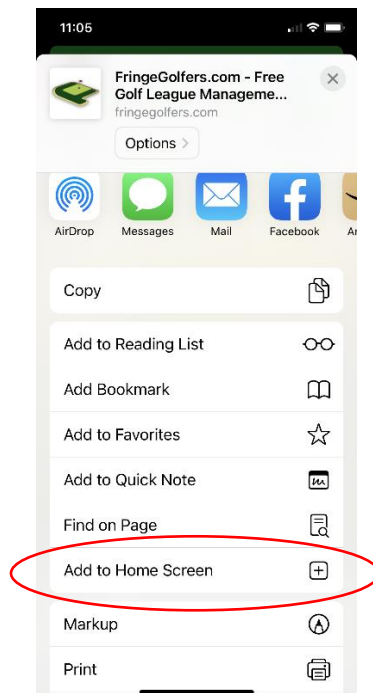 11:05
FringeGolfers.com - Free
Golf League Manageme...
fringegolfers.com
Options
AirDrop Messages Mail Facebook
Copy
Add to Reading List
Add Bookmark
Add to Favorites
Add to Quick Note
Find on Page
Add to Home Screen
Markup
Print